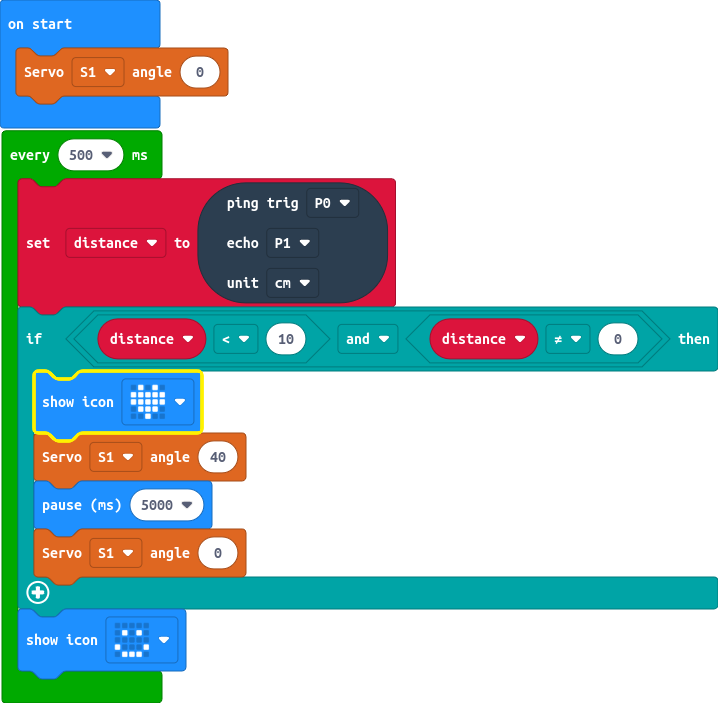 on start
Servo S1 angle 0
every 500 ms
ping trig P0
set distance to echo P1
unit cm
if distance < 10 and distance ≠ 0 then
show icon
Servo S1 angle 40
pause (ms) 5000
Servo S1 angle 0
show icon